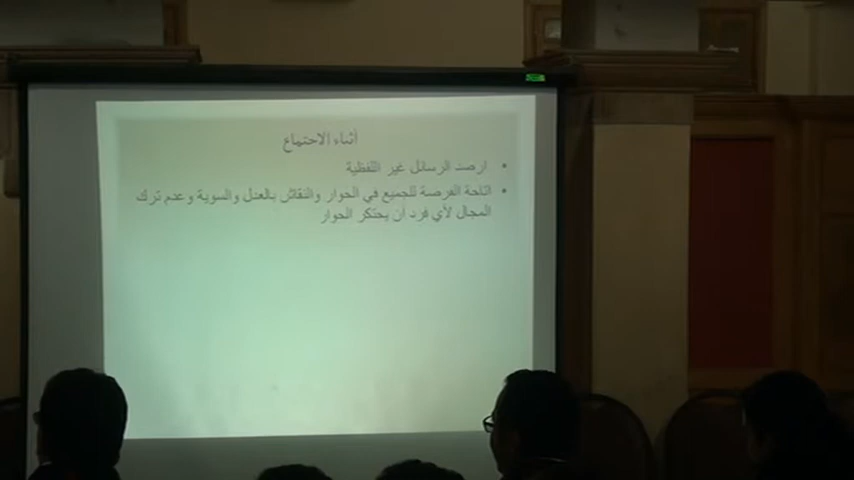 أثناء الاجتماع
• ارصد الرسائل غير اللفظية
• اتاحة الفرصة للجميع في الحوار والنقاش بالعدل والسوية وعدم ترك
المجال لأي فرد ان يحتكر الحوار